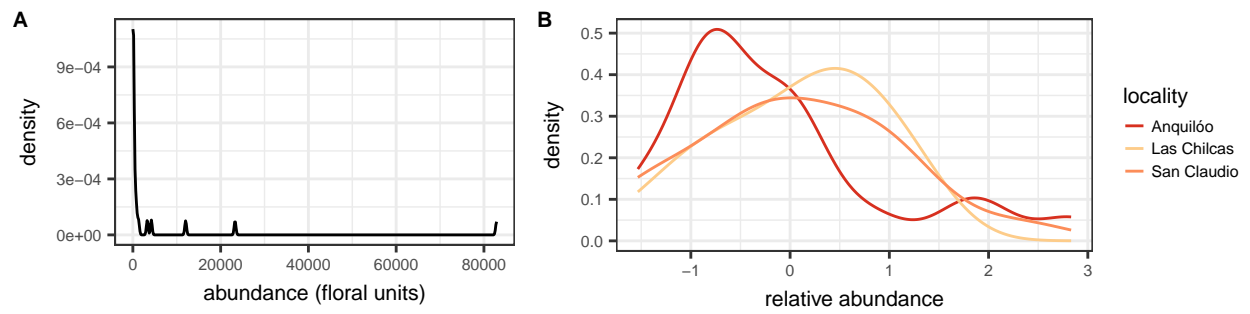 A
density
9e−04
6e−04
3e−04
0e+00
0
20000
40000
60000
80000
abundance (floral units)
B
density
0.5
0.4
0.3
0.2
0.1
0.0
−1
0
1
2
3
relative abundance
locality
Anquilóo
Las Chilcas
San Claudio